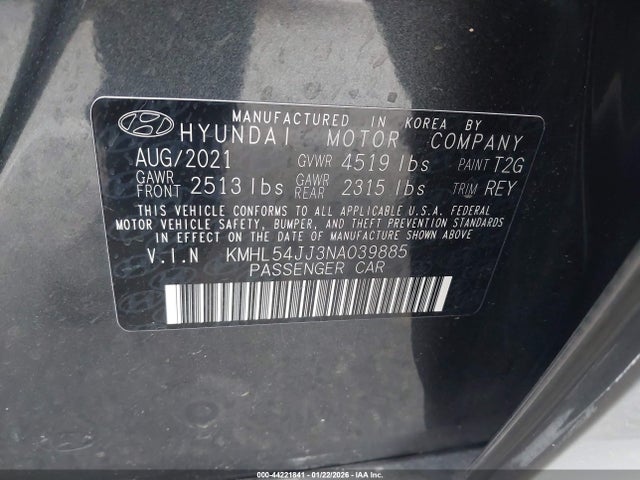 MANUFACTURED IN KOREA BY
HYUNDAI MOTOR COMPANY
AUG/2021 GVWR 4519 lbs PAINT T2G
GAWR FRONT 2513 lbs GAWR REAR 2315 lbs TRIM REY
THIS VEHICLE CONFORMS TO ALL APPLICABLE U.S.A. FEDERAL
MOTOR VEHICLE SAFETY, BUMPER, AND THEFT PREVENTION STANDARDS
IN EFFECT ON THE DATE OF MANUFACTURE SHOWN ABOVE.
V.I.N KMHL54JJ3NA039885
PASSENGER CAR
000-44221841 - 01/22/2026 - IAAI.COM